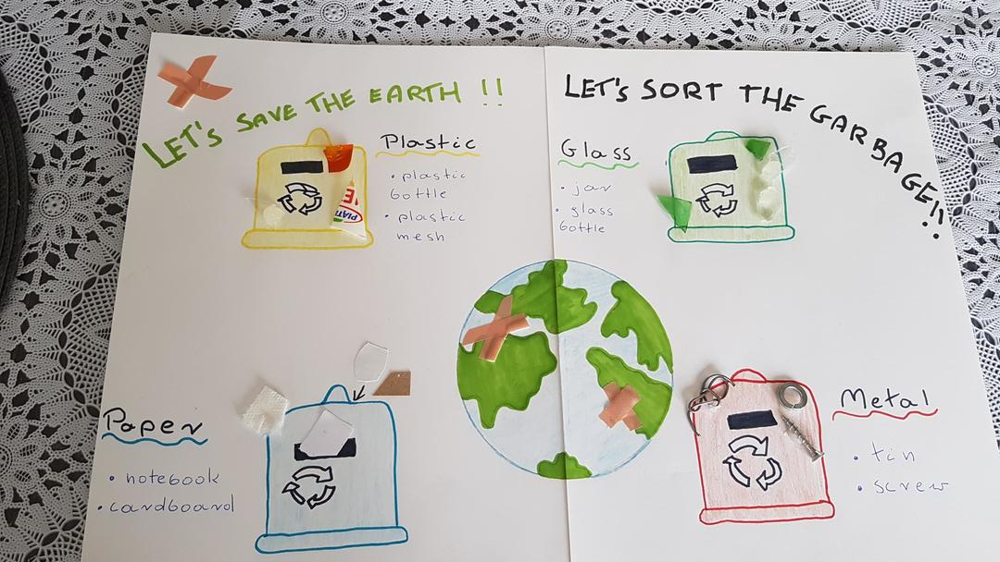 LET'S SAVE THE EARTH !!
LET'S SORT THE GARBAGE!!
Plastic
• plastic
bottle
• plastic
mesh
Glass
• jar
• glass
bottle
Paper
• notebook
• cardboard
Metal
• tin
• screw